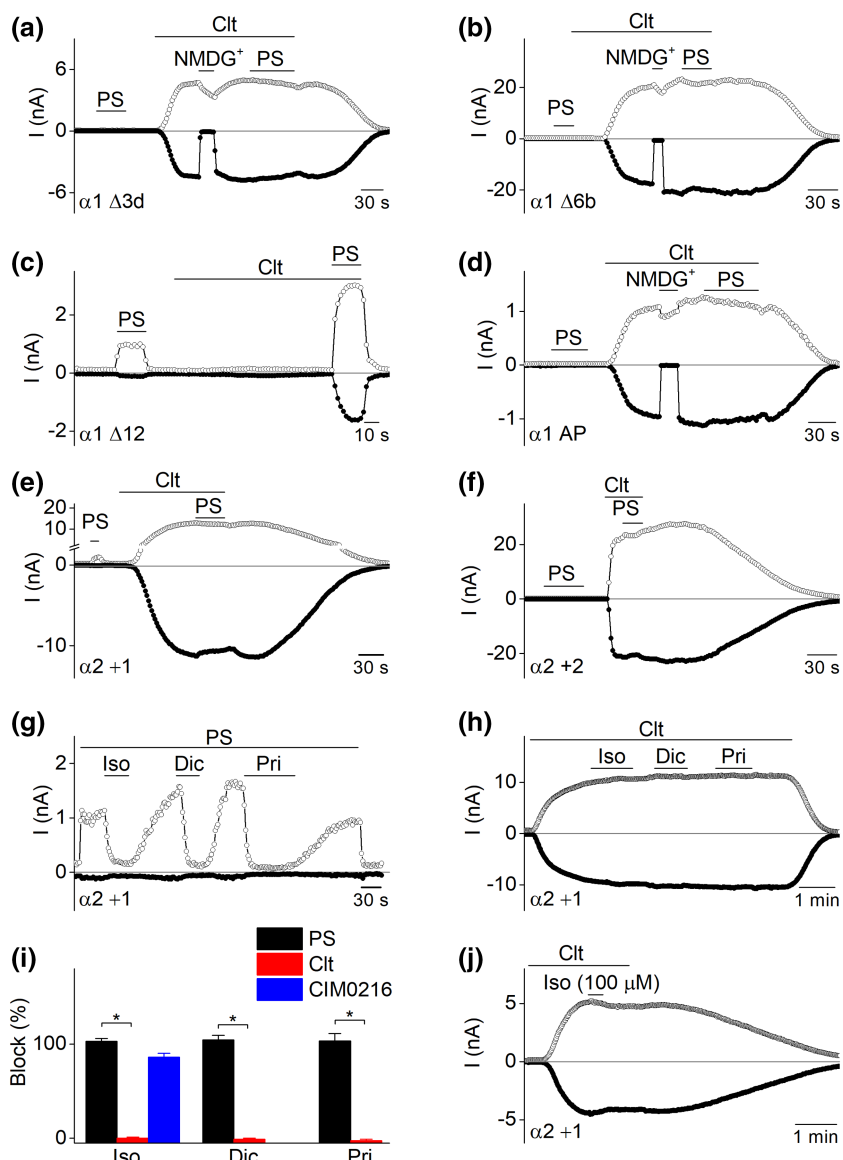 (a)
Clt
NMDG⁺
PS
PS
6
0
-6
I (nA)
α1 Δ3d
30 s
(b)
Clt
NMDG⁺
PS
PS
20
0
-20
I (nA)
α1 Δ6b
30 s
(c)
PS
Clt
PS
2
0
-2
I (nA)
α1 Δ12
10 s
(d)
Clt
NMDG⁺
PS
PS
1
0
-1
I (nA)
α1 AP
30 s
(e)
Clt
PS
PS
20
10
0
-10
I (nA)
α2 +1
30 s
(f)
Clt
PS
PS
20
0
-20
I (nA)
α2 +2
30 s
(g)
PS
Iso Dic Pri
2
1
0
I (nA)
α2 +1
30 s
(h)
Clt
Iso Dic Pri
10
0
-10
I (nA)
α2 +1
1 min
(i)
PS
Clt
CIM0216
* * *
100
0
Block (%)
Iso Dic Pri
(j)
Clt
Iso (100 μM)
5
0
-5
I (nA)
α2 +1
1 min